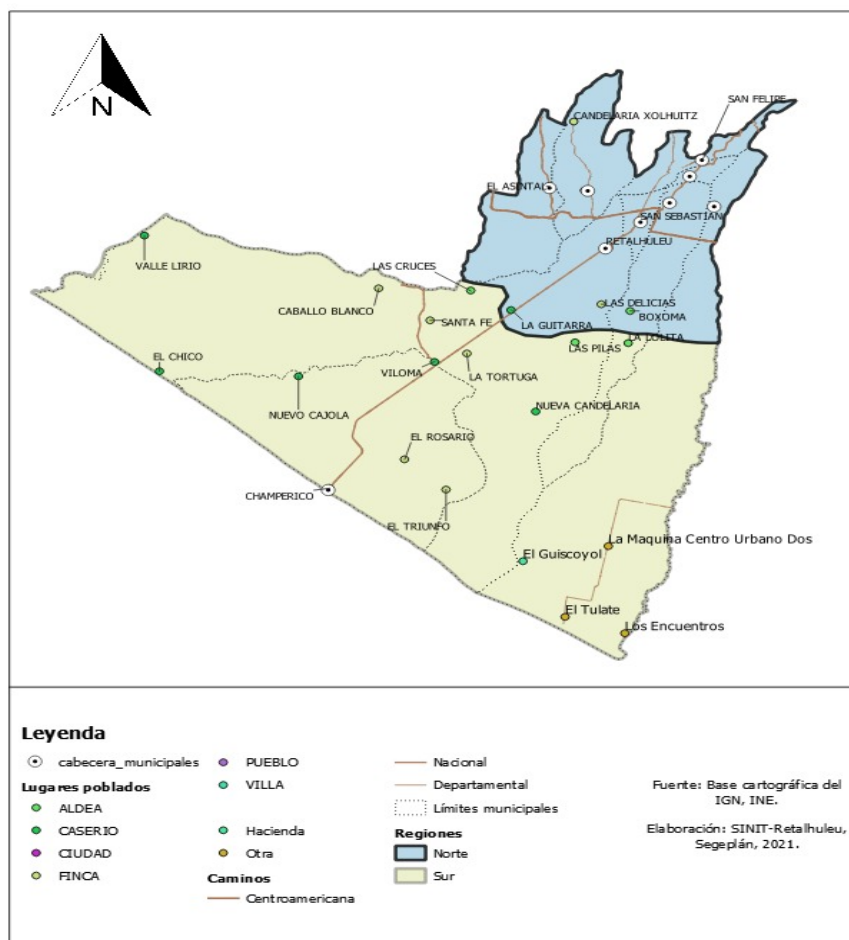 N
SAN FELIPE
CANDELARIA XOLHUITZ
EL ASINTAL
SAN SEBASTIAN
RETALHULEU
VALLE LIRIO
LAS CRUCES
CABALLO BLANCO
SANTA FE
LA GUITARRA
LAS DELICIAS
BOXOMA
LAS PILAS
LA LOLITA
EL CHICO
VILOMA
LA TORTUGA
NUEVO CAJOLA
NUEVA CANDELARIA
EL ROSARIO
CHAMPERICO
EL TRIUNFO
La Maquina Centro Urbano Dos
El Guiscoyol
El Tulate
Los Encuentros
Leyenda
cabecera_municipales
Lugares poblados
ALDEA
CASERIO
CIUDAD
FINCA
PUEBLO
VILLA
Hacienda
Otra
Caminos
Centroamericana
Nacional
Departamental
Límites municipales
Regiones
Norte
Sur
Fuente: Base cartográfica del
IGN, INE.
Elaboración: SINIT-Retalhuleu,
Segeplán, 2021.